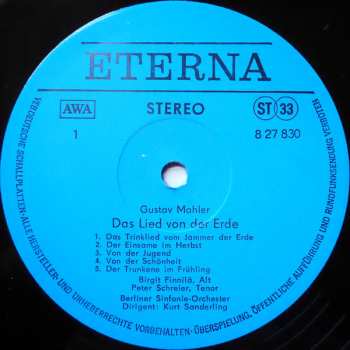 ETERNA
AWA
STEREO
ST 33
1
8 27 830
Gustav Mahler
Das Lied von der Erde
1. Das Trinklied vom Jammer der Erde
2. Der Einsame im Herbst
3. Von der Jugend
4. Von der Schönheit
5. Der Trunkene im Frühling
Birgit Finnilä, Alt
Peter Schreier, Tenor
Berliner Sinfonie-Orchester
Dirigent: Kurt Sanderling
VEB DEUTSCHE SCHALLPLATTEN · ALLE HERSTELLER- UND URHEBERRECHTE VORBEHALTEN · ÜBERSPIELUNG, ÖFFENTLICHE AUFFÜHRUNG UND RUNDFUNKSENDUNG VERBOTEN